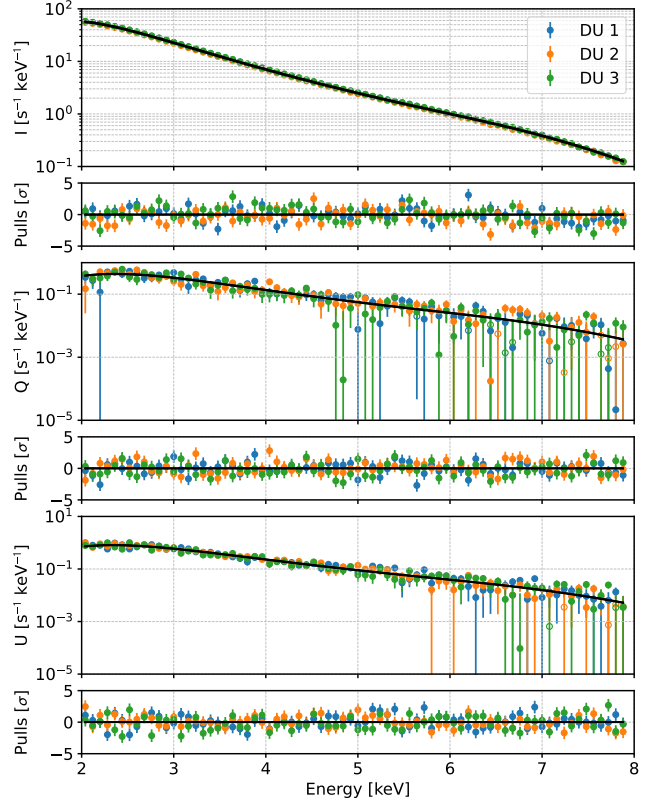 10²
10¹
10⁰
10⁻¹
I [s⁻¹ keV⁻¹]
DU 1
DU 2
DU 3
5
0
−5
Pulls [σ]
10⁻¹
10⁻³
10⁻⁵
Q [s⁻¹ keV⁻¹]
5
0
−5
Pulls [σ]
10¹
10⁻¹
10⁻³
10⁻⁵
U [s⁻¹ keV⁻¹]
5
0
−5
Pulls [σ]
2 3 4 5 6 7 8
Energy [keV]